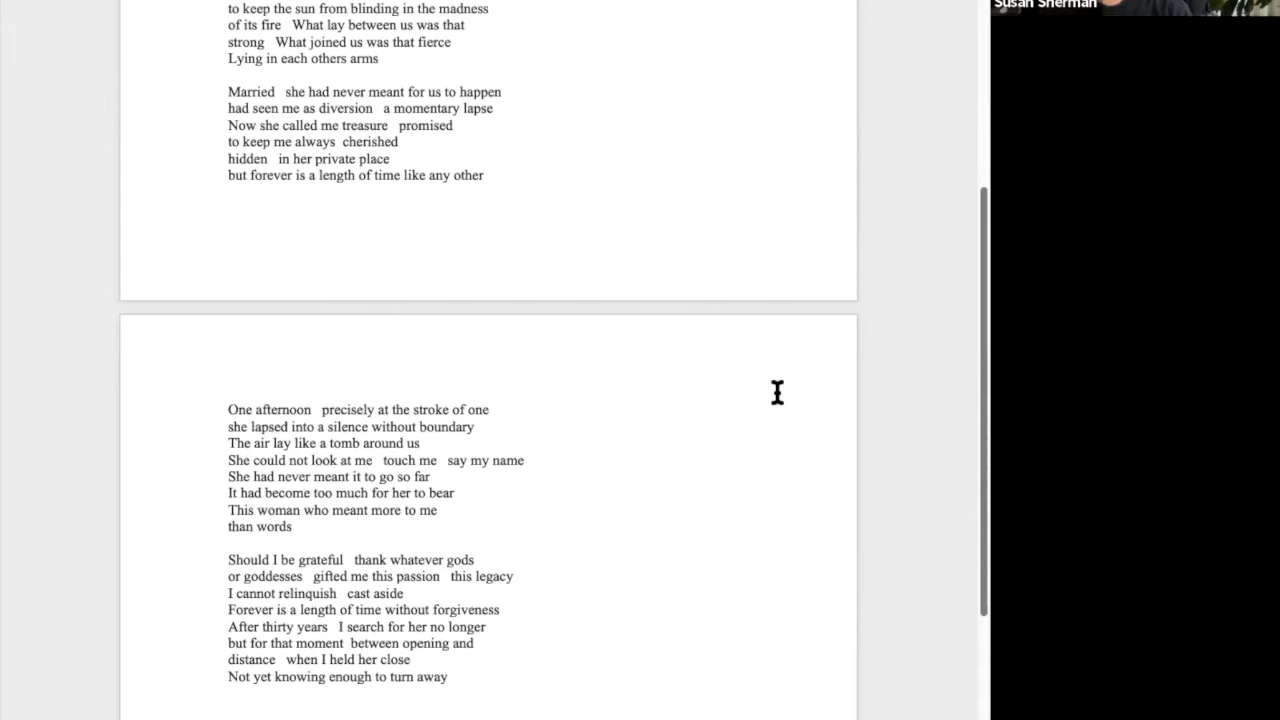 to keep the sun from blinding in the madness
of its fire   What lay between us was that
strong   What joined us was that fierce
Lying in each others arms
Married   she had never meant for us to happen
had seen me as diversion   a momentary lapse
Now she called me treasure   promised
to keep me always  cherished
hidden   in her private place
but forever is a length of time like any other
One afternoon   precisely at the stroke of one
she lapsed into a silence without boundary
The air lay like a tomb around us
She could not look at me   touch me   say my name
She had never meant it to go so far
It had become too much for her to bear
This woman who meant more to me
than words
Should I be grateful   thank whatever gods
or goddesses   gifted me this passion   this legacy
I cannot relinquish   cast aside
Forever is a length of time without forgiveness
After thirty years   I search for her no longer
but for that moment  between opening and
distance   when I held her close
Not yet knowing enough to turn away
Susan Sherman